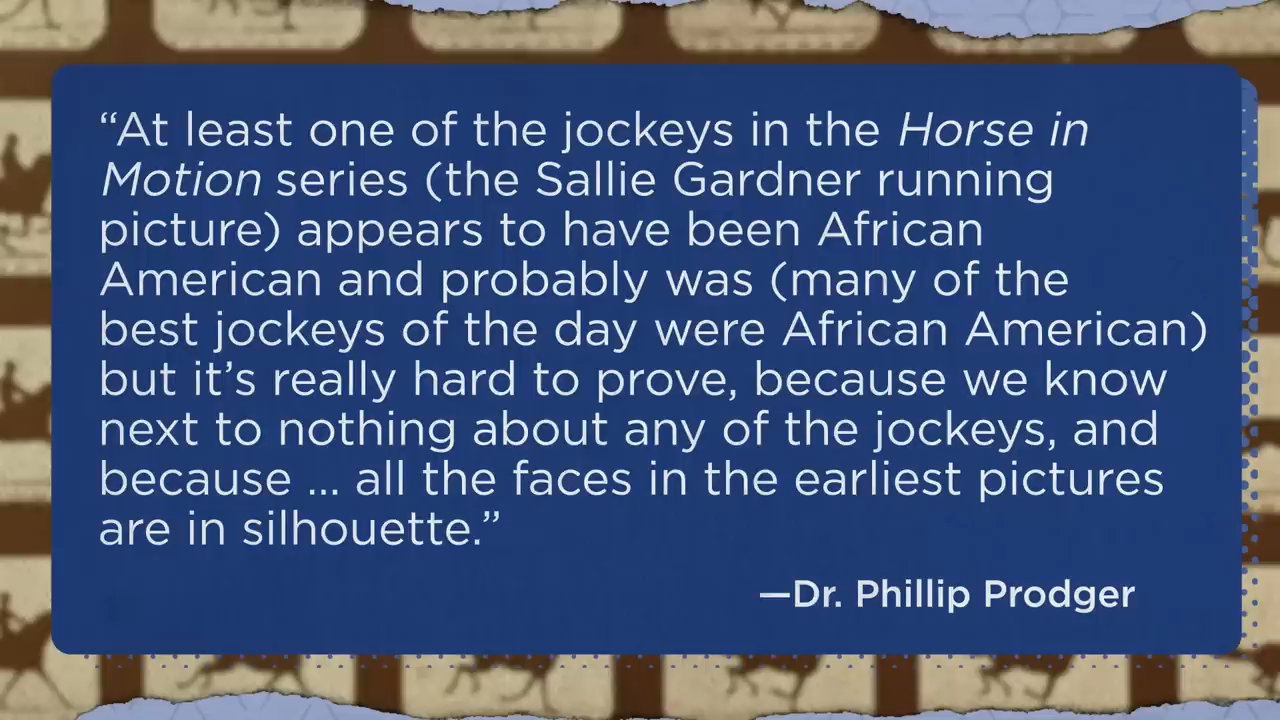 “At least one of the jockeys in the Horse in
Motion series (the Sallie Gardner running
picture) appears to have been African
American and probably was (many of the
best jockeys of the day were African American)
but it’s really hard to prove, because we know
next to nothing about any of the jockeys, and
because ... all the faces in the earliest pictures
are in silhouette.”
—Dr. Phillip Prodger